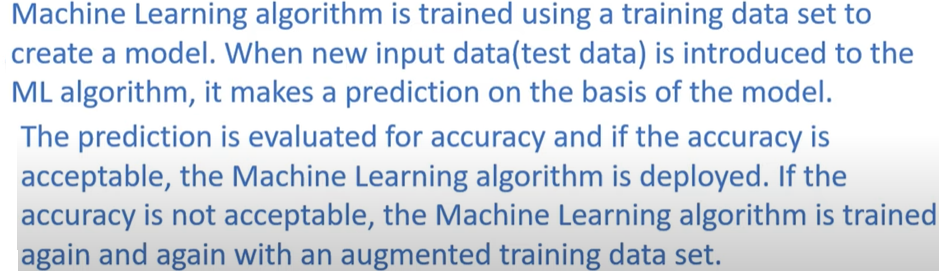 Machine Learning algorithm is trained using a training data set to
create a model. When new input data(test data) is introduced to the
ML algorithm, it makes a prediction on the basis of the model.
The prediction is evaluated for accuracy and if the accuracy is
acceptable, the Machine Learning algorithm is deployed. If the
accuracy is not acceptable, the Machine Learning algorithm is trained
again and again with an augmented training data set.